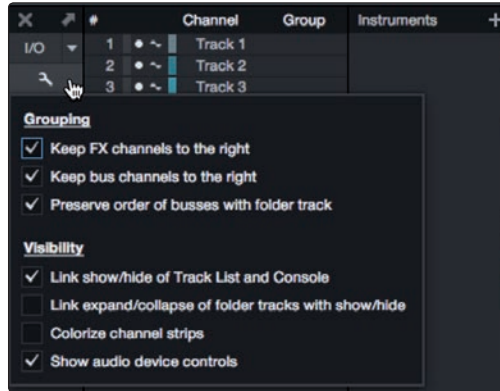 # Channel Group Instruments +
I/O 1 Track 1
2 Track 2
3 Track 3
Grouping
Keep FX channels to the right
Keep bus channels to the right
Preserve order of busses with folder track
Visibility
Link show/hide of Track List and Console
Link expand/collapse of folder tracks with show/hide
Colorize channel strips
Show audio device controls